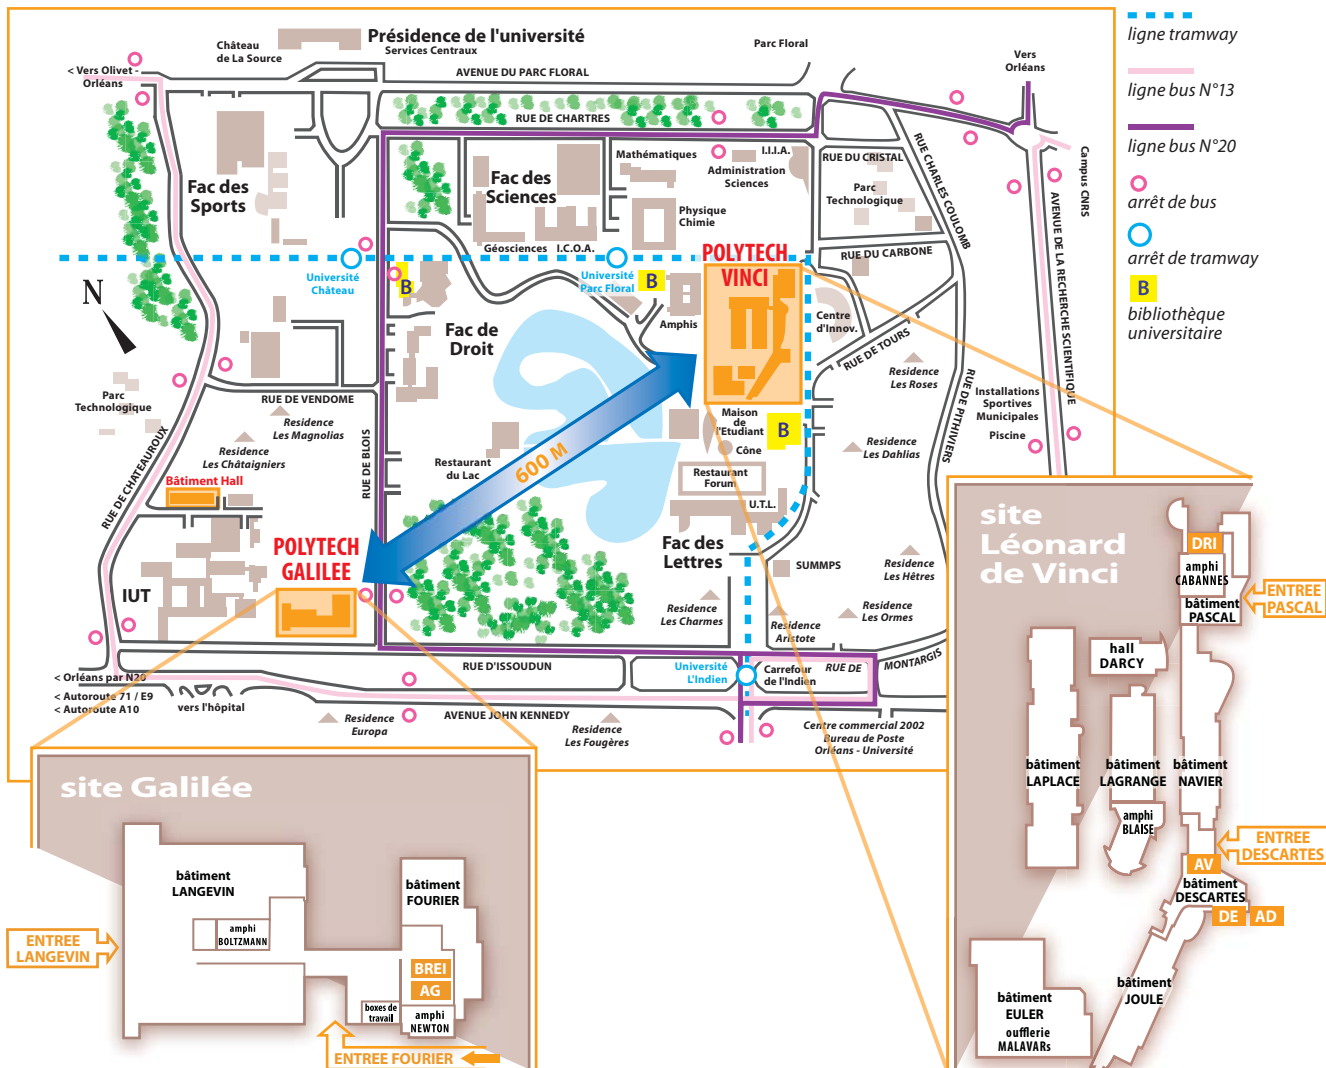 Château
de La Source
Présidence de l'université
Services Centraux
Parc Floral
Vers
Orléans
< Vers Olivet -
Orléans
AVENUE DU PARC FLORAL
RUE DE CHARTRES
ligne tramway
ligne bus N°13
ligne bus N°20
arrêt de bus
arrêt de tramway
B
bibliothèque
universitaire
Fac des
Sports
Fac des
Sciences
Mathématiques
I.I.I.A.
Administration
Sciences
RUE DU CRISTAL
Parc
Technologique
RUE CHARLES COULOMB
Campus CNRS
AVENUE DE LA RECHERCHE SCIENTIFIQUE
Physique
Chimie
Géosciences
I.C.O.A.
POLYTECH
VINCI
RUE DU CARBONE
Université
Château
B
Université
Parc Floral
B
N
Amphis
Centre
d'Innov.
Fac de
Droit
RUE DE TOURS
Residence
Les Roses
RUE DE PITHIVIERS
Parc
Technologique
RUE DE VENDOME
Residence
Les Magnolias
Residence
Les Châtaigniers
RUE DE BLOIS
RUE DE CHATEAUROUX
Installations
Sportives
Municipales
Piscine
Maison
de
l'Etudiant
B
Cône
Residence
Les Dahlias
Restaurant
du Lac
600 M
Restaurant
Forum
U.T.L.
Bâtiment Hall
POLYTECH
GALILEE
IUT
Fac des
Lettres
SUMMPS
Residence
Les Hêtres
Residence
Les Charmes
Residence
Aristote
Residence
Les Ormes
RUE D'ISSOUDUN
Université
L'Indien
Carrefour
de l'Indien
RUE DE
MONTARGIS
< Orléans par N20
< Autoroute 71 / E9
< Autoroute A10
vers l'hôpital
Residence
Europa
AVENUE JOHN KENNEDY
Residence
Les Fougères
Centre commercial 2002
Bureau de Poste
Orléans - Université
site Galilée
bâtiment
LANGEVIN
amphi
BOLTZMANN
bâtiment
FOURIER
ENTREE
LANGEVIN
BREI
AG
boxes de
travail
amphi
NEWTON
ENTREE FOURIER
site
Léonard
de Vinci
DRI
amphi
CABANNES
bâtiment
PASCAL
ENTREE
PASCAL
hall
DARCY
bâtiment
LAPLACE
bâtiment
LAGRANGE
bâtiment
NAVIER
amphi
BLAISE
ENTREE
DESCARTES
AV
bâtiment
DESCARTES
DE
AD
bâtiment
JOULE
bâtiment
EULER
oufflerie
MALAVARs